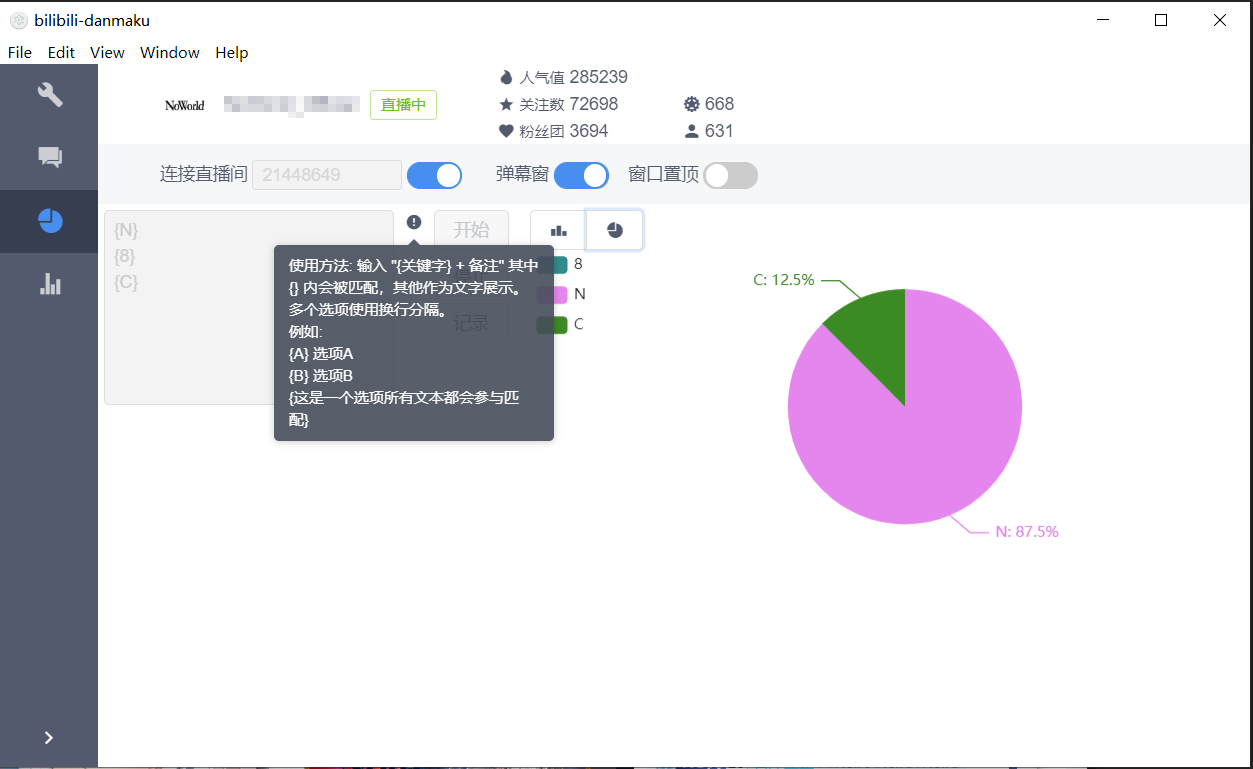 bilibili-danmaku
File Edit View Window Help
NoWorld
直播中
人气值 285239
关注数 72698
668
粉丝团 3694
631
连接直播间 21448649
弹幕窗
窗口置顶
{N}
{8}
{C}
开始
记录
使用方法: 输入 "{关键字} + 备注" 其中
{} 内会被匹配，其他作为文字展示。
多个选项使用换行分隔。
例如:
{A} 选项A
{B} 选项B
{这是一个选项所有文本都会参与匹
配}
8
N
C
C: 12.5%
N: 87.5%